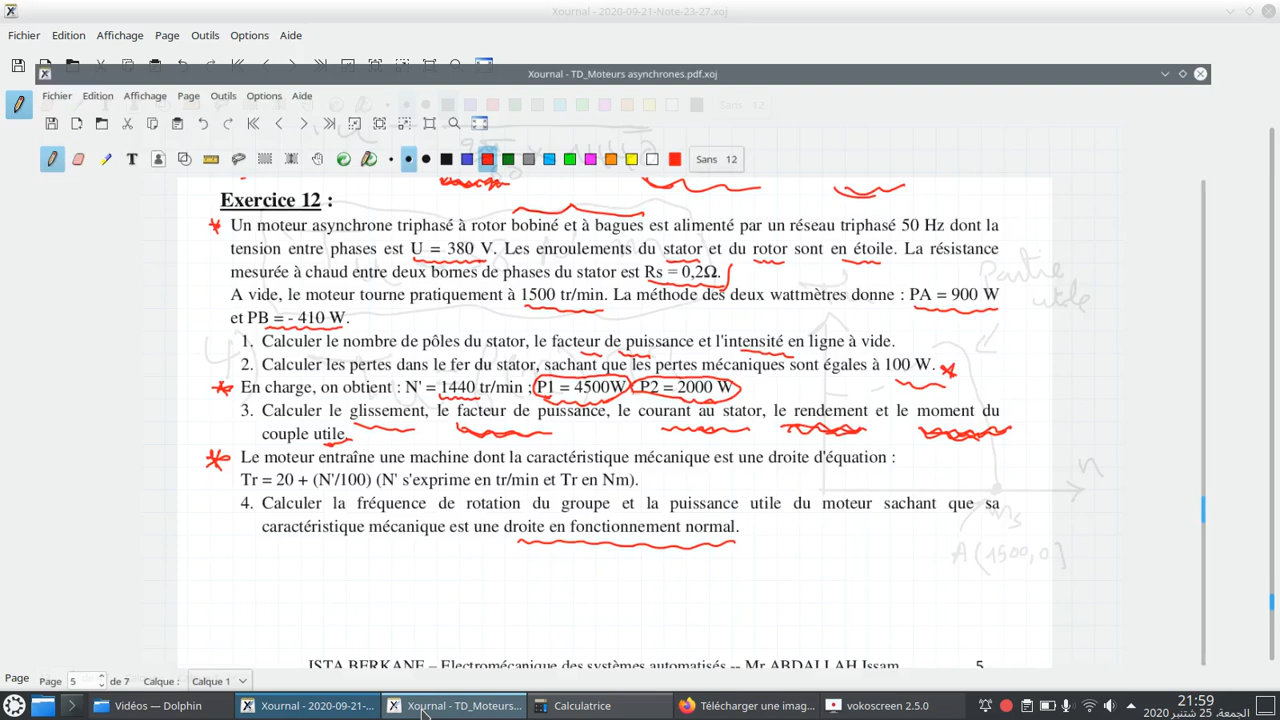 Xournal - 2020-09-21-Note-23-27.xoj
Fichier Edition Affichage Page Outils Options Aide
Xournal - TD_Moteurs asynchrones.pdf.xoj
Fichier Edition Affichage Page Outils Options Aide
Sans 12
Sans 12
Exercice 12 :
Un moteur asynchrone triphasé à rotor bobiné et à bagues est alimenté par un réseau triphasé 50 Hz dont la
tension entre phases est U = 380 V. Les enroulements du stator et du rotor sont en étoile. La résistance
mesurée à chaud entre deux bornes de phases du stator est Rs = 0,2Ω.
A vide, le moteur tourne pratiquement à 1500 tr/min. La méthode des deux wattmètres donne : PA = 900 W
et PB = - 410 W.
1. Calculer le nombre de pôles du stator, le facteur de puissance et l'intensité en ligne à vide.
2. Calculer les pertes dans le fer du stator, sachant que les pertes mécaniques sont égales à 100 W.
En charge, on obtient : N' = 1440 tr/min ; P1 = 4500W P2 = 2000 W
3. Calculer le glissement, le facteur de puissance, le courant au stator, le rendement et le moment du
couple utile.
Le moteur entraîne une machine dont la caractéristique mécanique est une droite d'équation :
Tr = 20 + (N'/100) (N' s'exprime en tr/min et Tr en Nm).
4. Calculer la fréquence de rotation du groupe et la puissance utile du moteur sachant que sa
caractéristique mécanique est une droite en fonctionnement normal.
Partie
utile
n
ns
A (1500,0)
ISTA BERKANE – Electromécanique des systèmes automatisés -- Mr ABDALLAH Issam 5
Page
Page 5 de 7 Calque : Calque 1
Vidéos — Dolphin
Xournal - 2020-09-21-...
Xournal - TD_Moteurs...
Calculatrice
Télécharger une imag...
vokoscreen 2.5.0
21:59
الجمعة, 25 شتنبر 2020